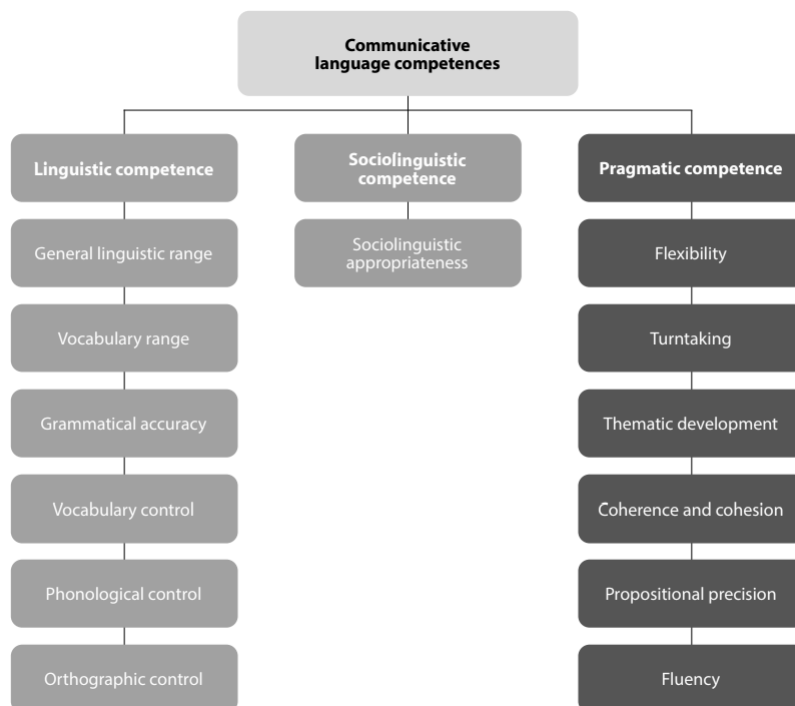 Communicative
language competences
Linguistic competence
General linguistic range
Vocabulary range
Grammatical accuracy
Vocabulary control
Phonological control
Orthographic control
Sociolinguistic
competence
Sociolinguistic
appropriateness
Pragmatic competence
Flexibility
Turntaking
Thematic development
Coherence and cohesion
Propositional precision
Fluency